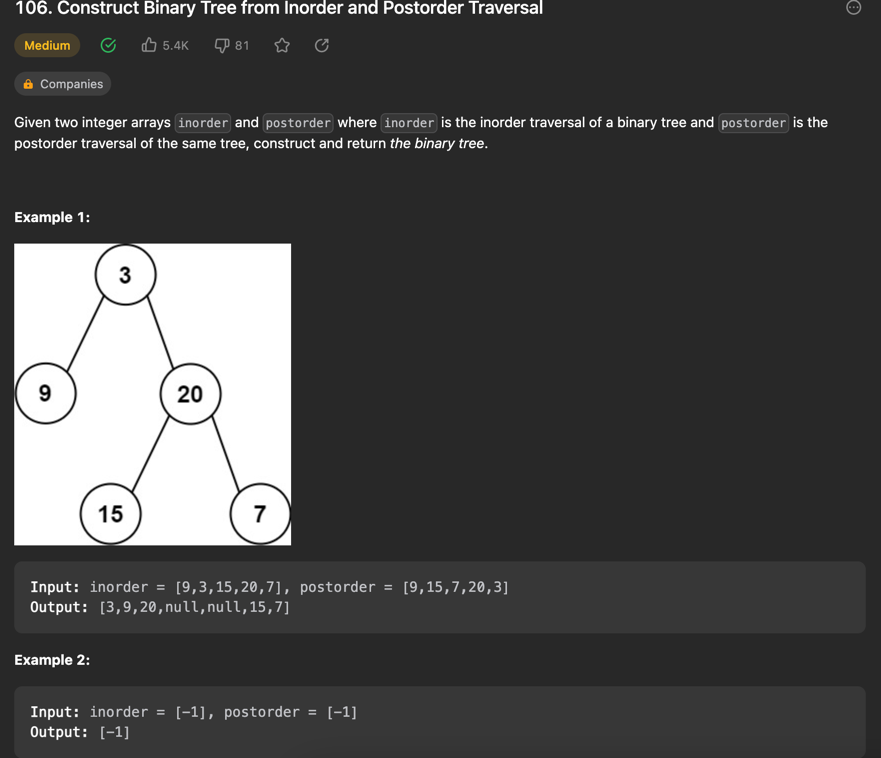 106. Construct Binary Tree from Inorder and Postorder Traversal
Medium 5.4K 81
Companies
Given two integer arrays inorder and postorder where inorder is the inorder traversal of a binary tree and postorder is the
postorder traversal of the same tree, construct and return the binary tree.
Example 1:
3
9 20
15 7
Input: inorder = [9,3,15,20,7], postorder = [9,15,7,20,3]
Output: [3,9,20,null,null,15,7]
Example 2:
Input: inorder = [-1], postorder = [-1]
Output: [-1]